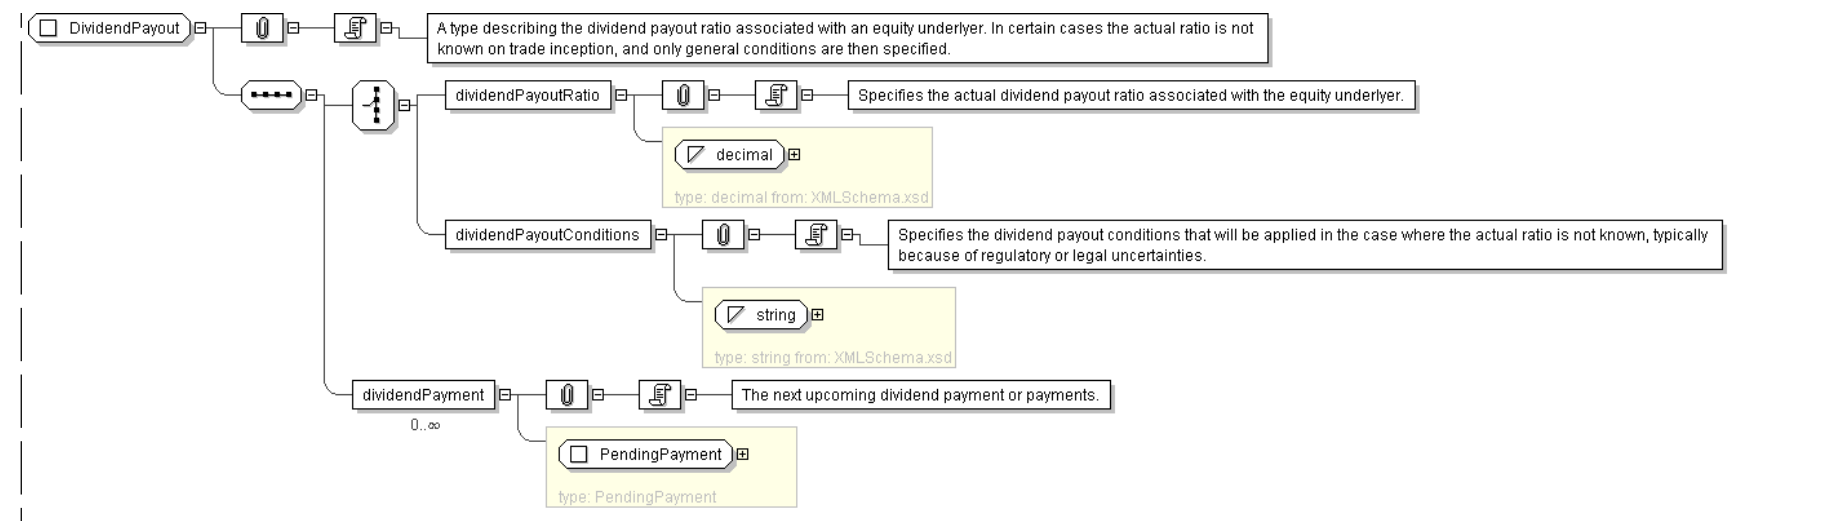 DividendPayout
A type describing the dividend payout ratio associated with an equity underlyer. In certain cases the actual ratio is not
known on trade inception, and only general conditions are then specified.
dividendPayoutRatio
Specifies the actual dividend payout ratio associated with the equity underlyer.
decimal
type: decimal from: XMLSchema.xsd
dividendPayoutConditions
Specifies the dividend payout conditions that will be applied in the case where the actual ratio is not known, typically
because of regulatory or legal uncertainties.
string
type: string from: XMLSchema.xsd
dividendPayment
The next upcoming dividend payment or payments.
0..∞
PendingPayment
type: PendingPayment